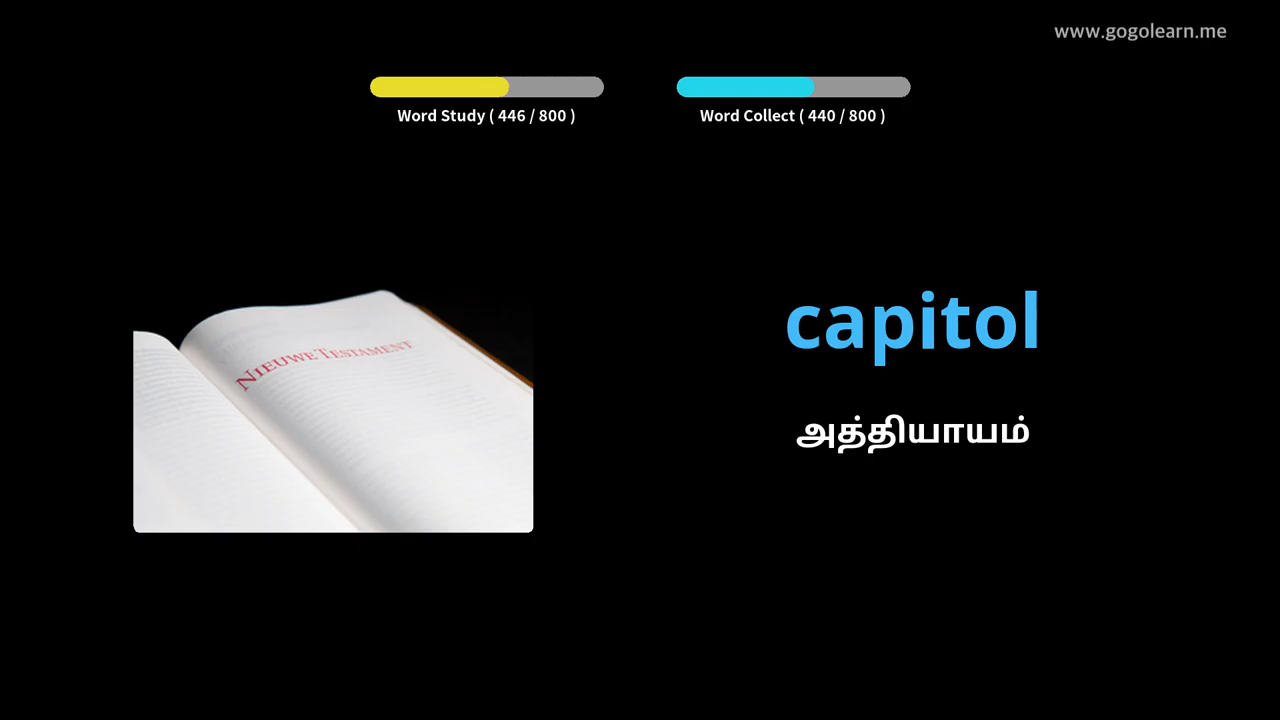 www.gogolearn.me
Word Study ( 446 / 800 )
Word Collect ( 440 / 800 )
NIEUWE TESTAMENT
capitol
அத்தியாயம்